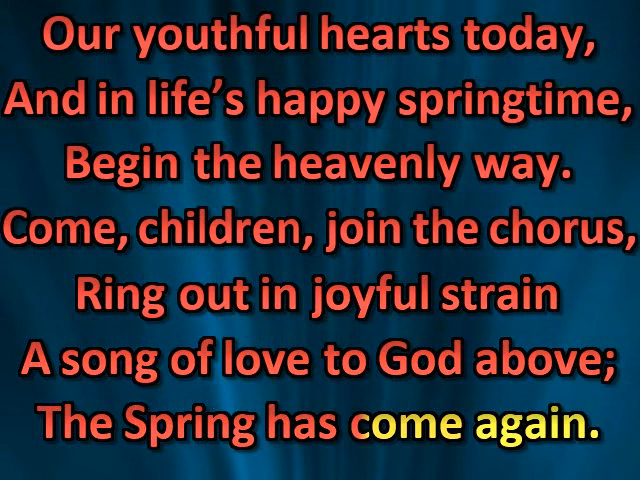 Our youthful hearts today,
And in life’s happy springtime,
Begin the heavenly way.
Come, children, join the chorus,
Ring out in joyful strain
A song of love to God above;
The Spring has come again.